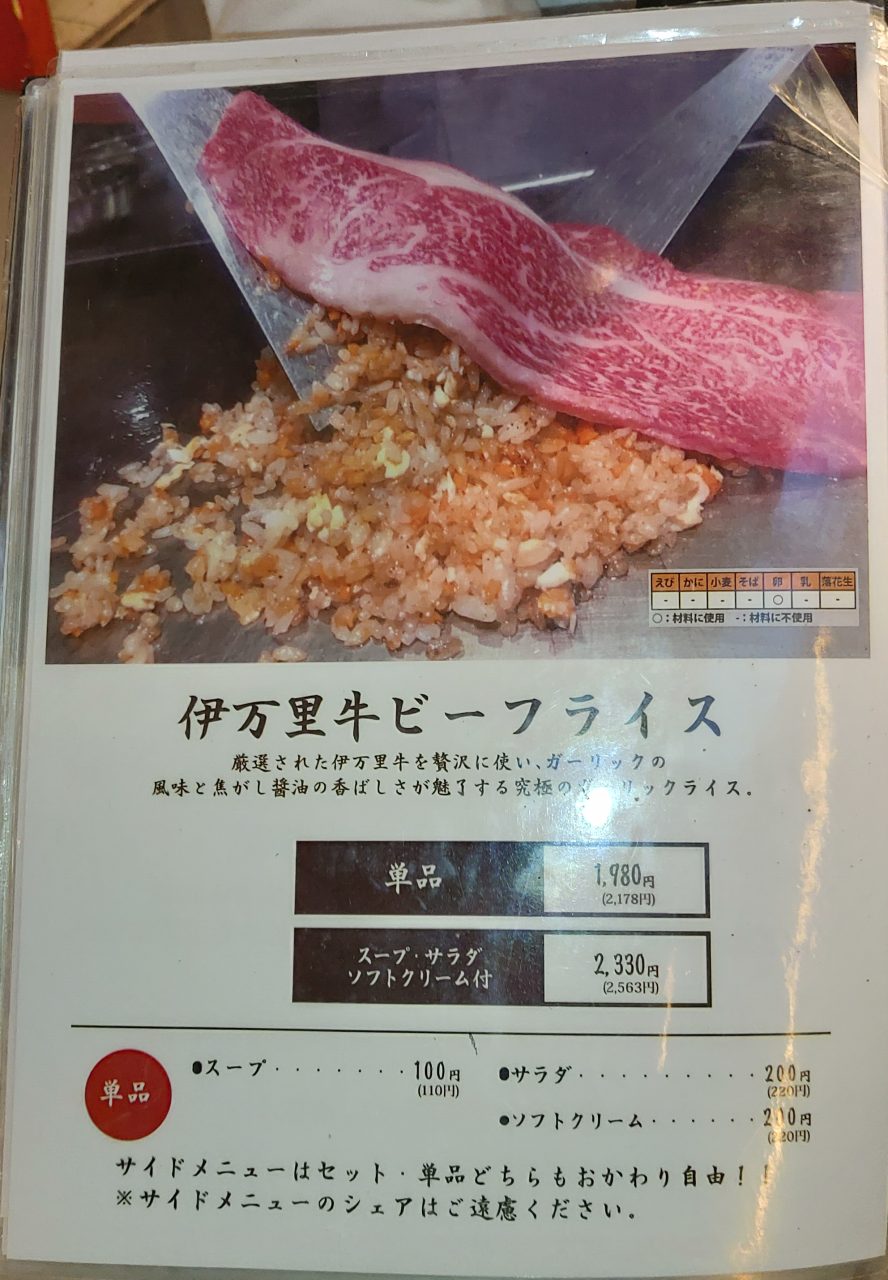 えび かに 小麦 そば 卵 乳 落花生
- - - - ○ - -
○：材料に使用 -：材料に不使用
伊万里牛ビーフライス
厳選された伊万里牛を贅沢に使い、ガーリックの
風味と焦がし醤油の香ばしさが魅了する究極のガーリックライス。
単品 1,980円
(2,178円)
スープ・サラダ
ソフトクリーム付 2,330円
(2,563円)
単品
●スープ・・・・・・・100円
(110円)
●サラダ・・・・・・・・・・200円
(220円)
●ソフトクリーム・・・・・・200円
(220円)
サイドメニューはセット・単品どちらもおかわり自由！！
※サイドメニューのシェアはご遠慮ください。